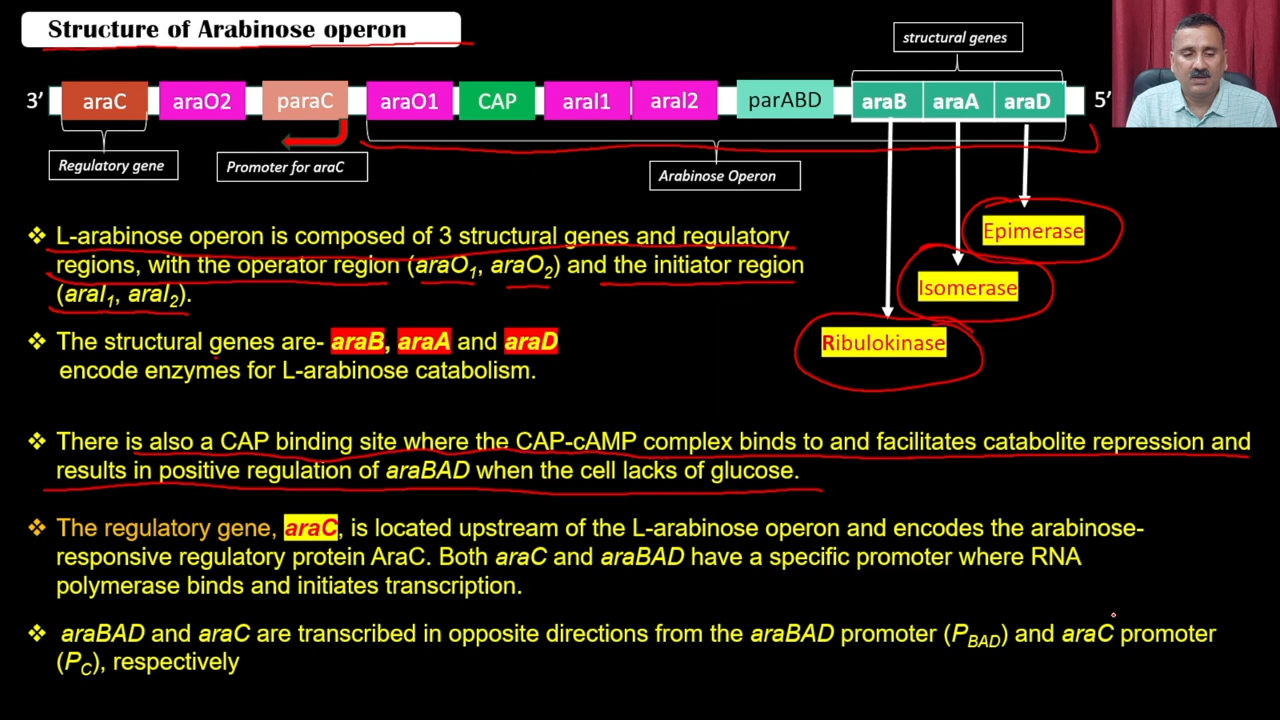 Structure of Arabinose operon
structural genes
3’ araC araO2 paraC araO1 CAP araI1 araI2 parABD araB araA araD 5’
Regulatory gene
Promoter for araC
Arabinose Operon
Epimerase
Isomerase
Ribulokinase
❖ L-arabinose operon is composed of 3 structural genes and regulatory
regions, with the operator region (araO1, araO2) and the initiator region
(araI1, araI2).
❖ The structural genes are- araB, araA and araD
encode enzymes for L-arabinose catabolism.
❖ There is also a CAP binding site where the CAP-cAMP complex binds to and facilitates catabolite repression and
results in positive regulation of araBAD when the cell lacks of glucose.
❖ The regulatory gene, araC, is located upstream of the L-arabinose operon and encodes the arabinose-
responsive regulatory protein AraC. Both araC and araBAD have a specific promoter where RNA
polymerase binds and initiates transcription.
❖ araBAD and araC are transcribed in opposite directions from the araBAD promoter (PBAD) and araC promoter
(PC), respectively